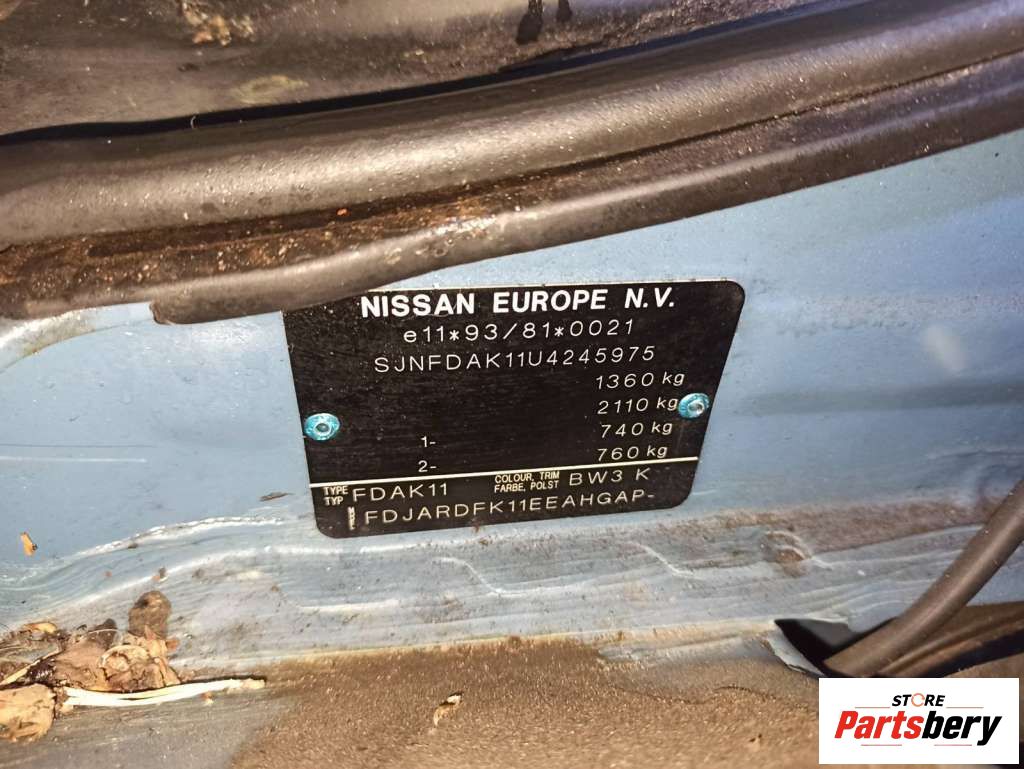 NISSAN EUROPE N.V.
e11*93/81*0021
SJNFDAK11U4245975
1360 kg
2110 kg
1- 740 kg
2- 760 kg
TYPE TYP FDAK11 COLOUR, TRIM FARBE, POLST BW3 K
FDJARDFK11EEAHGAP-
STORE
Partsbery